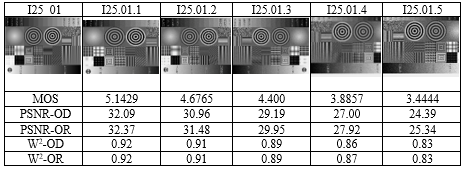 I25_01 I25.01.1 I25.01.2 I25.01.3 I25.01.4 I25.01.5
MOS 5.1429 4.6765 4.400 3.8857 3.4444
PSNR-OD 32.09 30.96 29.19 27.00 24.39
PSNR-OR 32.37 31.48 29.95 27.92 25.34
W²-OD 0.92 0.91 0.89 0.86 0.83
W²-OR 0.92 0.91 0.89 0.87 0.83